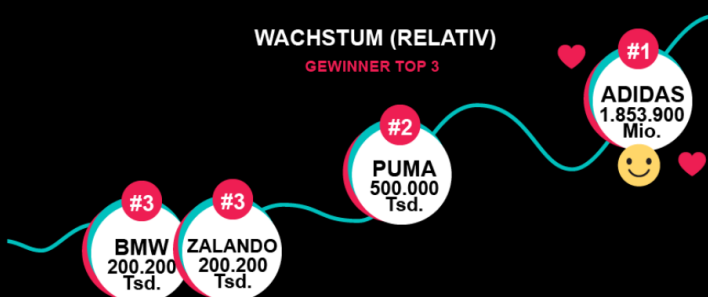 WACHSTUM (RELATIV)
GEWINNER TOP 3
#1
ADIDAS
1.853.900
Mio.
#2
PUMA
500.000
Tsd.
#3
BMW
200.200
Tsd.
#3
ZALANDO
200.200
Tsd.